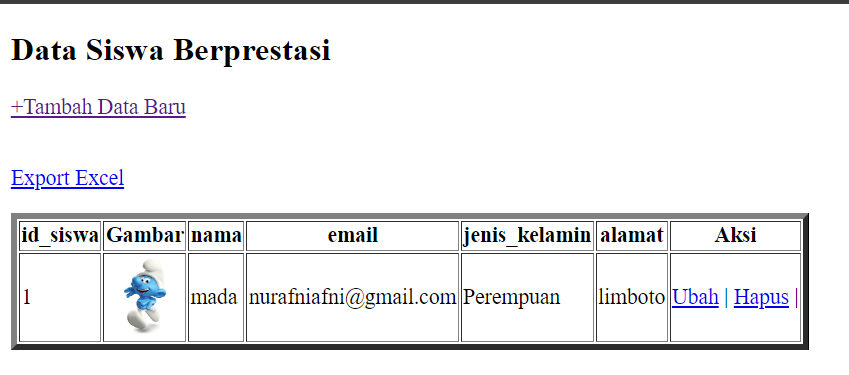 Data Siswa Berprestasi
+Tambah Data Baru
Export Excel
id_siswa Gambar nama email jenis_kelamin alamat Aksi
1 mada nurafniafni@gmail.com Perempuan limboto Ubah | Hapus |